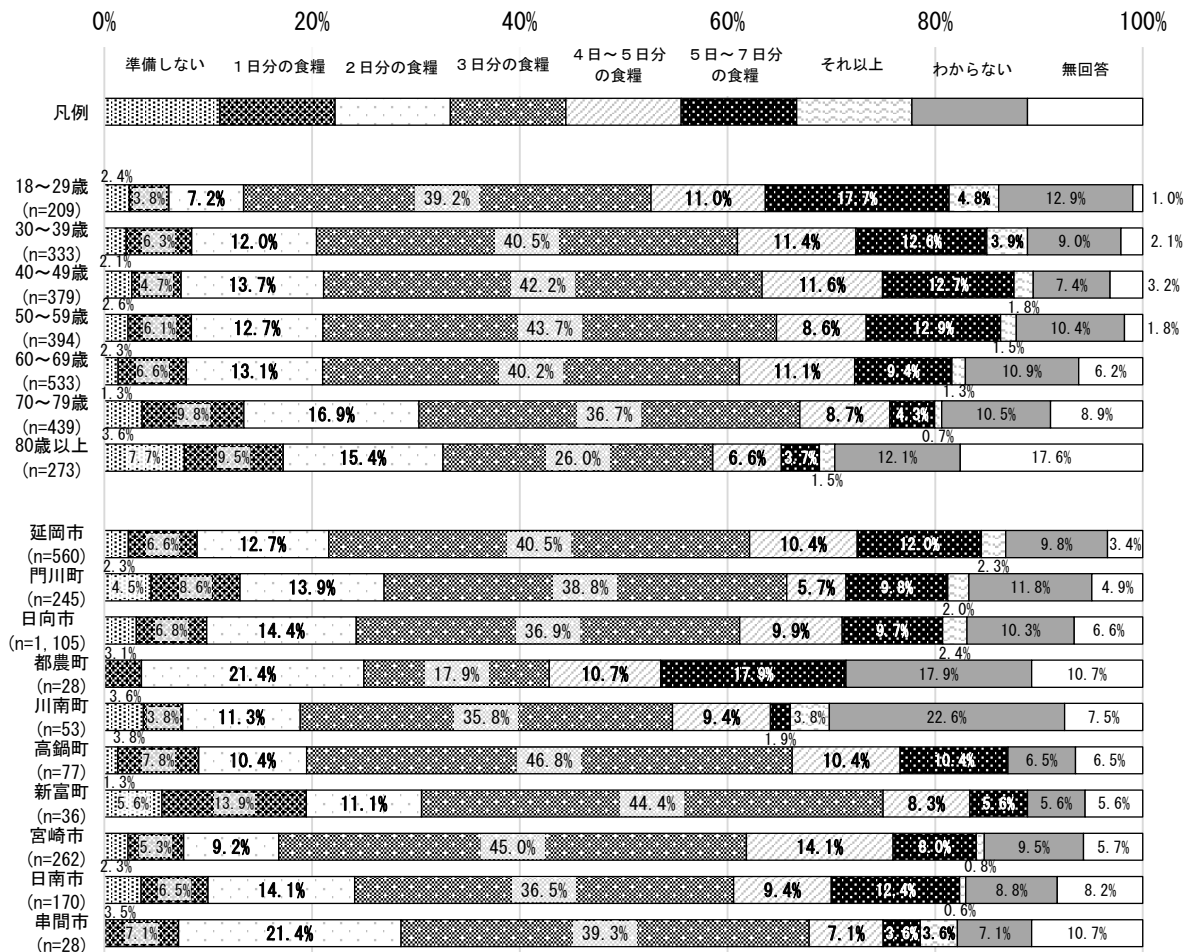 0% 20% 40% 60% 80% 100%
準備しない １日分の食糧 ２日分の食糧 ３日分の食糧 ４日～５日分の食糧 ５日～７日分の食糧 それ以上 わからない 無回答
凡例
2.4%
18～29歳 3.8% 7.2% 39.2% 11.0% 17.7% 4.8% 12.9% 1.0%
(n=209)
30～39歳 6.3% 12.0% 40.5% 11.4% 12.6% 3.9% 9.0% 2.1%
(n=333)
2.1%
40～49歳 4.7% 13.7% 42.2% 11.6% 12.7% 7.4% 3.2%
(n=379)
2.6% 1.8%
50～59歳 6.1% 12.7% 43.7% 8.6% 12.9% 10.4% 1.8%
(n=394)
2.3% 1.5%
60～69歳 6.6% 13.1% 40.2% 11.1% 9.4% 10.9% 6.2%
(n=533)
1.3% 1.3%
70～79歳 9.8% 16.9% 36.7% 8.7% 4.3% 10.5% 8.9%
(n=439)
3.6% 0.7%
80歳以上 7.7% 9.5% 15.4% 26.0% 6.6% 3.7% 12.1% 17.6%
(n=273)
1.5%
延岡市 6.6% 12.7% 40.5% 10.4% 12.0% 9.8% 3.4%
(n=560)
2.3% 2.3%
門川町 4.5% 8.6% 13.9% 38.8% 5.7% 9.8% 11.8% 4.9%
(n=245)
2.0%
日向市 6.8% 14.4% 36.9% 9.9% 9.7% 10.3% 6.6%
(n=1,105)
3.1% 2.4%
都農町 21.4% 17.9% 10.7% 17.9% 17.9% 10.7%
(n=28)
3.6%
川南町 3.8% 11.3% 35.8% 9.4% 3.8% 22.6% 7.5%
(n=53)
3.8% 1.9%
高鍋町 7.8% 10.4% 46.8% 10.4% 10.4% 6.5% 6.5%
(n=77)
1.3%
新富町 5.6% 13.9% 11.1% 44.4% 8.3% 5.6% 5.6% 5.6%
(n=36)
宮崎市 5.3% 9.2% 45.0% 14.1% 8.0% 9.5% 5.7%
(n=262)
2.3% 0.8%
日南市 6.5% 14.1% 36.5% 9.4% 12.4% 8.8% 8.2%
(n=170)
3.5% 0.6%
串間市 7.1% 21.4% 39.3% 7.1% 3.6% 3.6% 7.1% 10.7%
(n=28)